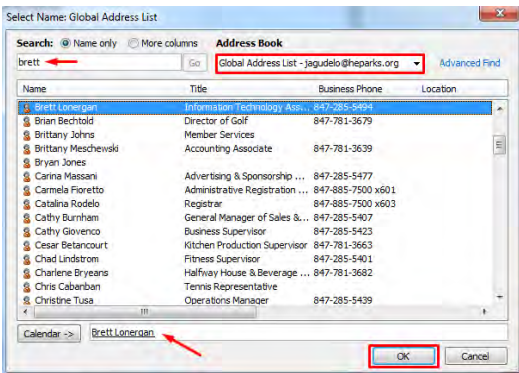 Select Name: Global Address List
Search: Name only More columns Address Book
brett Go Global Address List - jagudelo@heparks.org Advanced Find
Name Title Business Phone Location
Brett Lonergan Information Technology Assi... 847-285-5494
Brian Bechtold Director of Golf 847-781-3679
Brittany Johns Member Services
Brittany Meschewski Accounting Associate 847-781-3639
Bryan Jones
Carina Massani Advertising & Sponsorship ... 847-285-5477
Carmela Fioretto Administrative Registration ... 847-885-7500 x601
Catalina Rodelo Registrar 847-885-7500 x603
Cathy Burnham General Manager of Sales &... 847-285-5407
Cathy Giovenco Business Supervisor 847-285-5423
Cesar Betancourt Kitchen Production Supervisor 847-781-3663
Chad Lindstrom Fitness Supervisor 847-285-5401
Charlene Bryeans Halfway House & Beverage ... 847-781-3682
Chris Cabanban Tennis Representative
Christine Tusa Operations Manager 847-285-5439
Calendar -> Brett Lonergan
OK Cancel